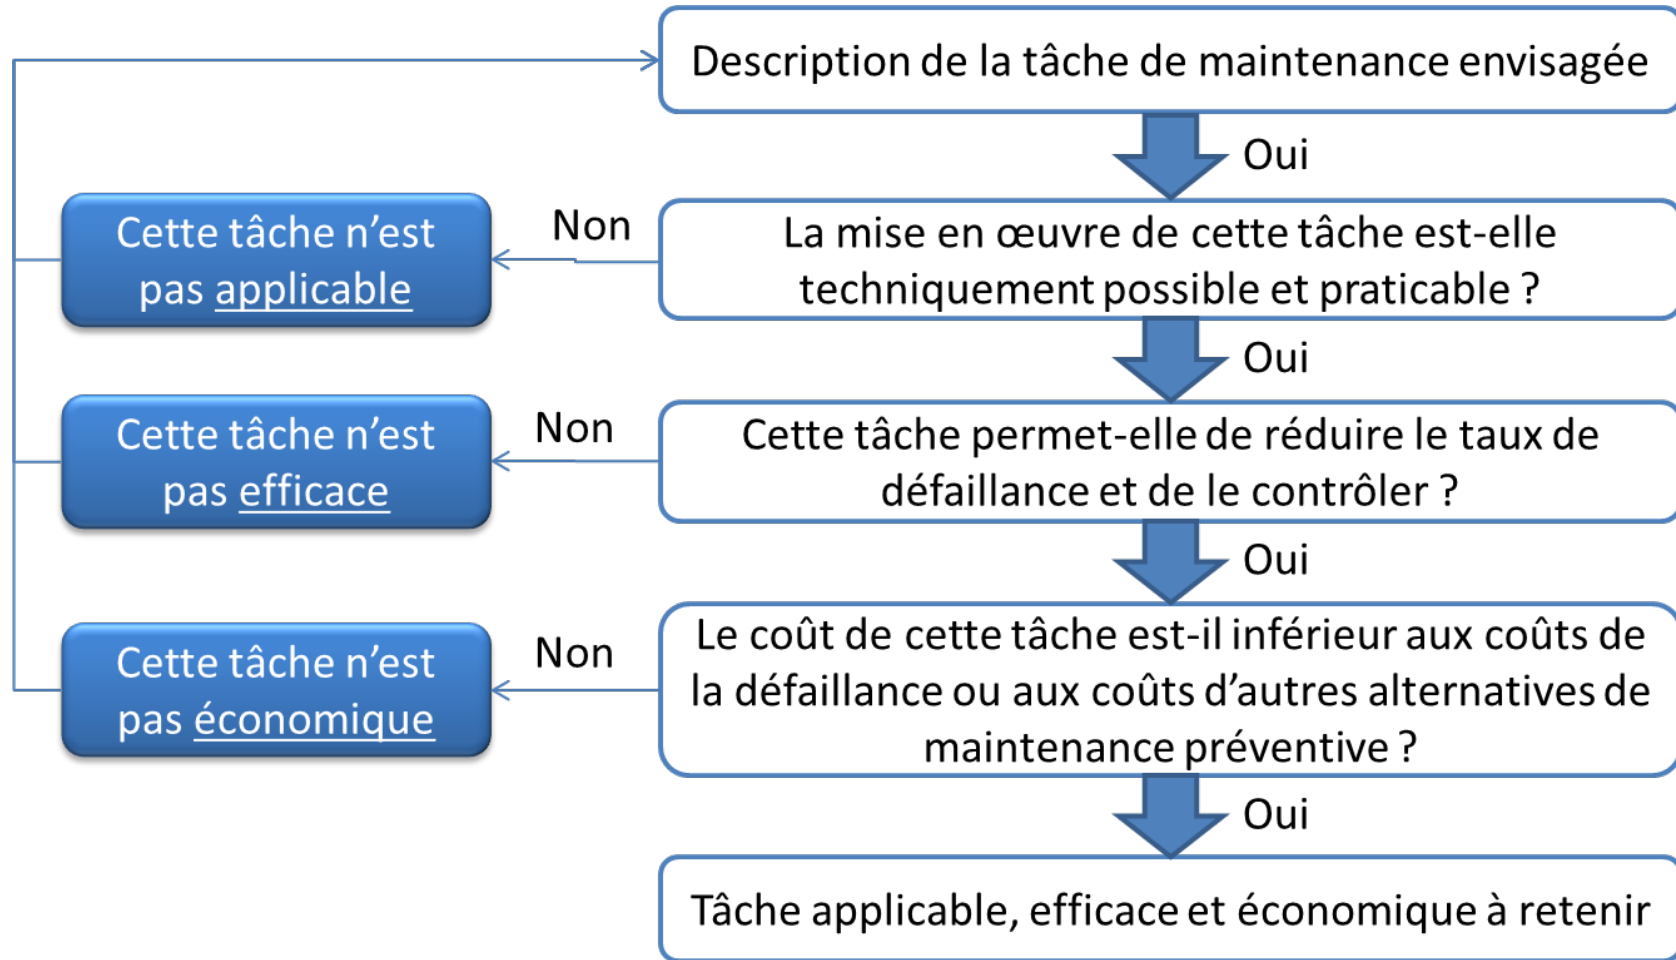 Description de la tâche de maintenance envisagée
Oui
Cette tâche n'est
pas applicable
Non
La mise en œuvre de cette tâche est-elle
techniquement possible et praticable ?
Oui
Cette tâche n'est
pas efficace
Non
Cette tâche permet-elle de réduire le taux de
défaillance et de le contrôler ?
Oui
Cette tâche n'est
pas économique
Non
Le coût de cette tâche est-il inférieur aux coûts de
la défaillance ou aux coûts d'autres alternatives de
maintenance préventive ?
Oui
Tâche applicable, efficace et économique à retenir